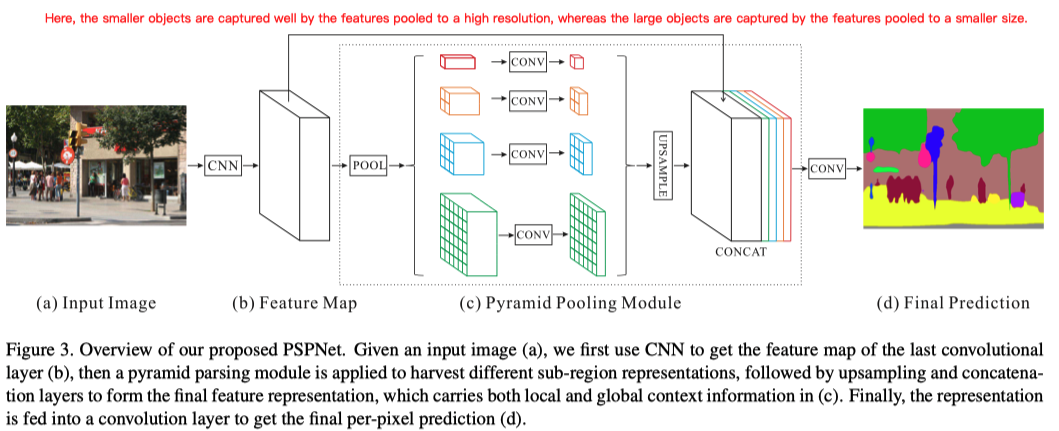 Here, the smaller objects are captured well by the features pooled to a high resolution, whereas the large objects are captured by the features pooled to a smaller size.
CONV
CONV
CNN
POOL
CONV
UPSAMPLE
CONV
CONV
CONCAT
(a) Input Image
(b) Feature Map
(c) Pyramid Pooling Module
(d) Final Prediction
Figure 3. Overview of our proposed PSPNet. Given an input image (a), we first use CNN to get the feature map of the last convolutional
layer (b), then a pyramid parsing module is applied to harvest different sub-region representations, followed by upsampling and concatena-
tion layers to form the final feature representation, which carries both local and global context information in (c). Finally, the representation
is fed into a convolution layer to get the final per-pixel prediction (d).